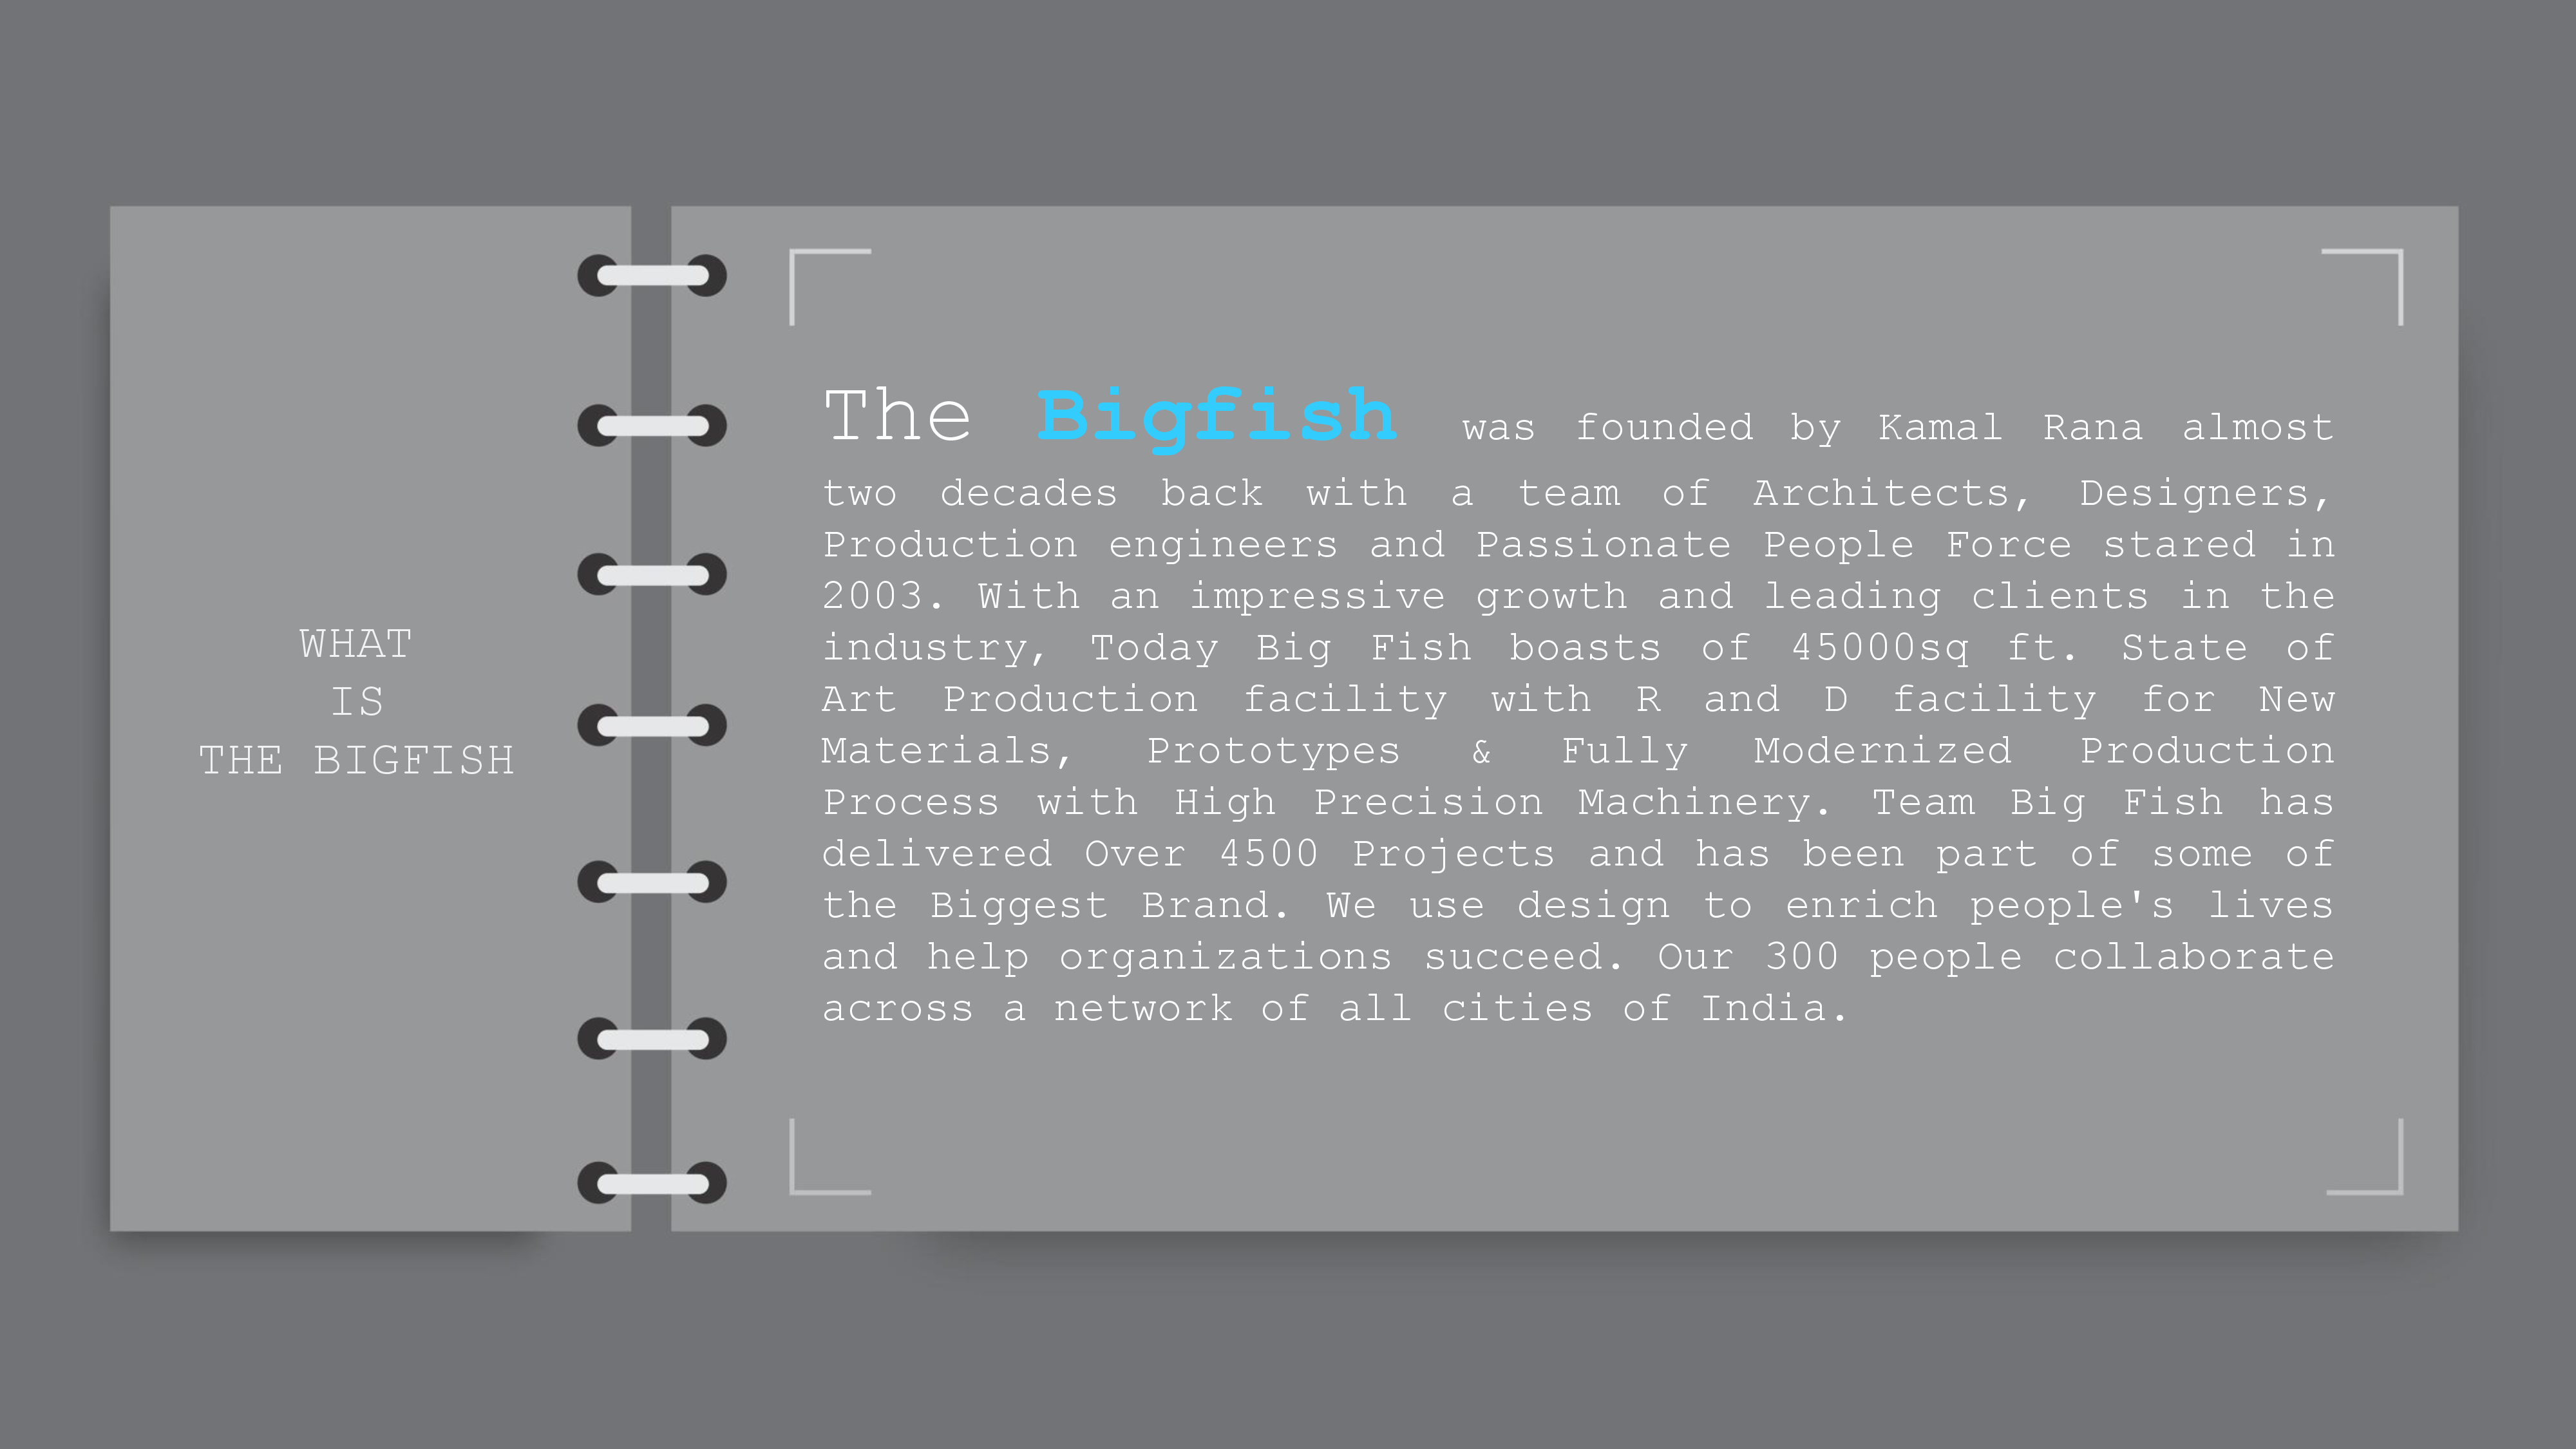 WHAT
IS
THE BIGFISH
The Bigfish was founded by Kamal Rana almost
two decades back with a team of Architects, Designers,
Production engineers and Passionate People Force stared in
2003. With an impressive growth and leading clients in the
industry, Today Big Fish boasts of 45000sq ft. State of
Art Production facility with R and D facility for New
Materials, Prototypes & Fully Modernized Production
Process with High Precision Machinery. Team Big Fish has
delivered Over 4500 Projects and has been part of some of
the Biggest Brand. We use design to enrich people's lives
and help organizations succeed. Our 300 people collaborate
across a network of all cities of India.